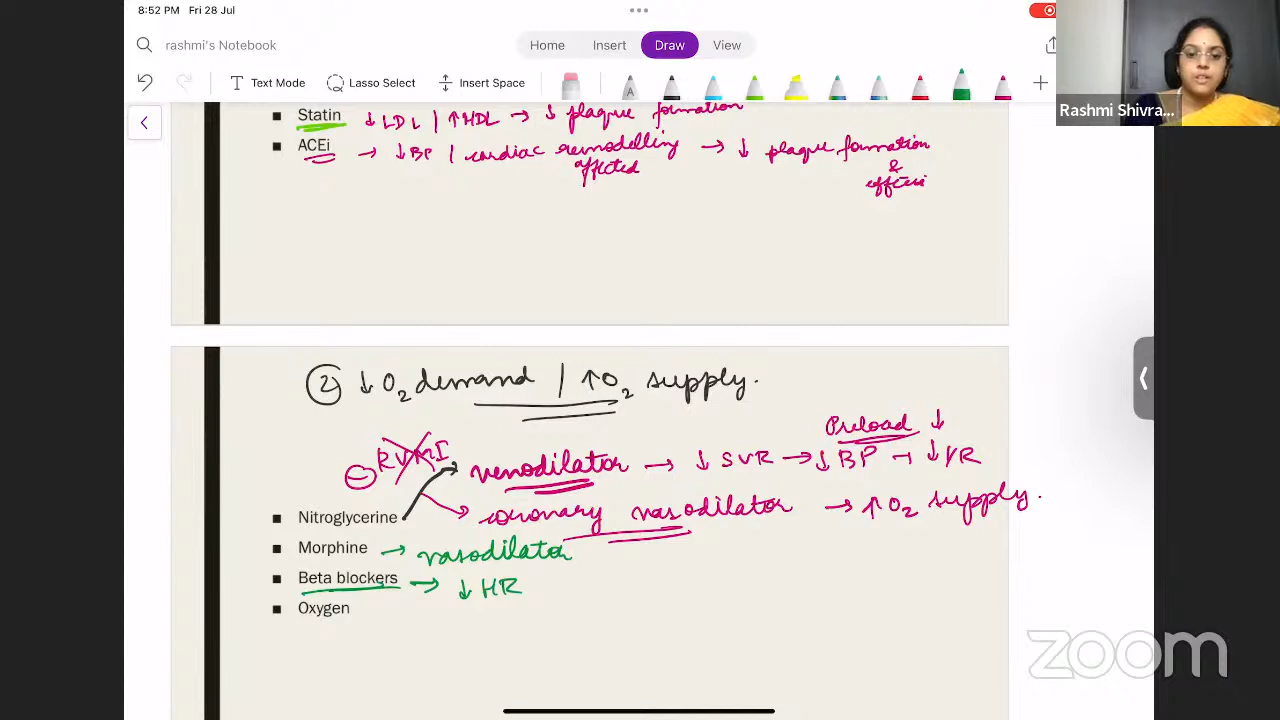 8:52 PM Fri 28 Jul
rashmi's Notebook
Home Insert Draw View
Text Mode Lasso Select Insert Space
Rashmi Shivra...
Statin ↓ LDL | ↑ HDL → ↓ plaque formation
ACEi → ↓ BP | cardiac remodelling → ↓ plaque formation
affected &
② ↓ O₂ demand | ↑ O₂ supply.
Preload ↓
⊖ RVMI venodilator → ↓ SVR → ↓ BP → ↓ VR
Nitroglycerine coronary vasodilator → ↑ O₂ supply.
Morphine → vasodilator
Beta blockers → ↓ HR
Oxygen
zoom